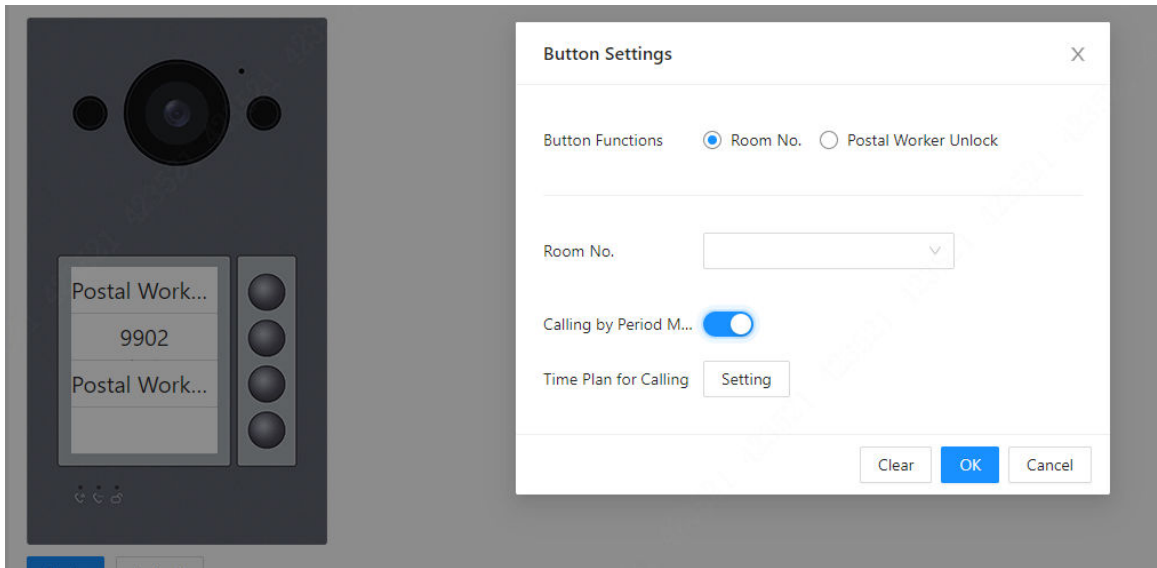 Button Settings
X
Button Functions Room No. Postal Worker Unlock
Room No.
Calling by Period M...
Time Plan for Calling Setting
Clear OK Cancel
Postal Work...
9902
Postal Work...